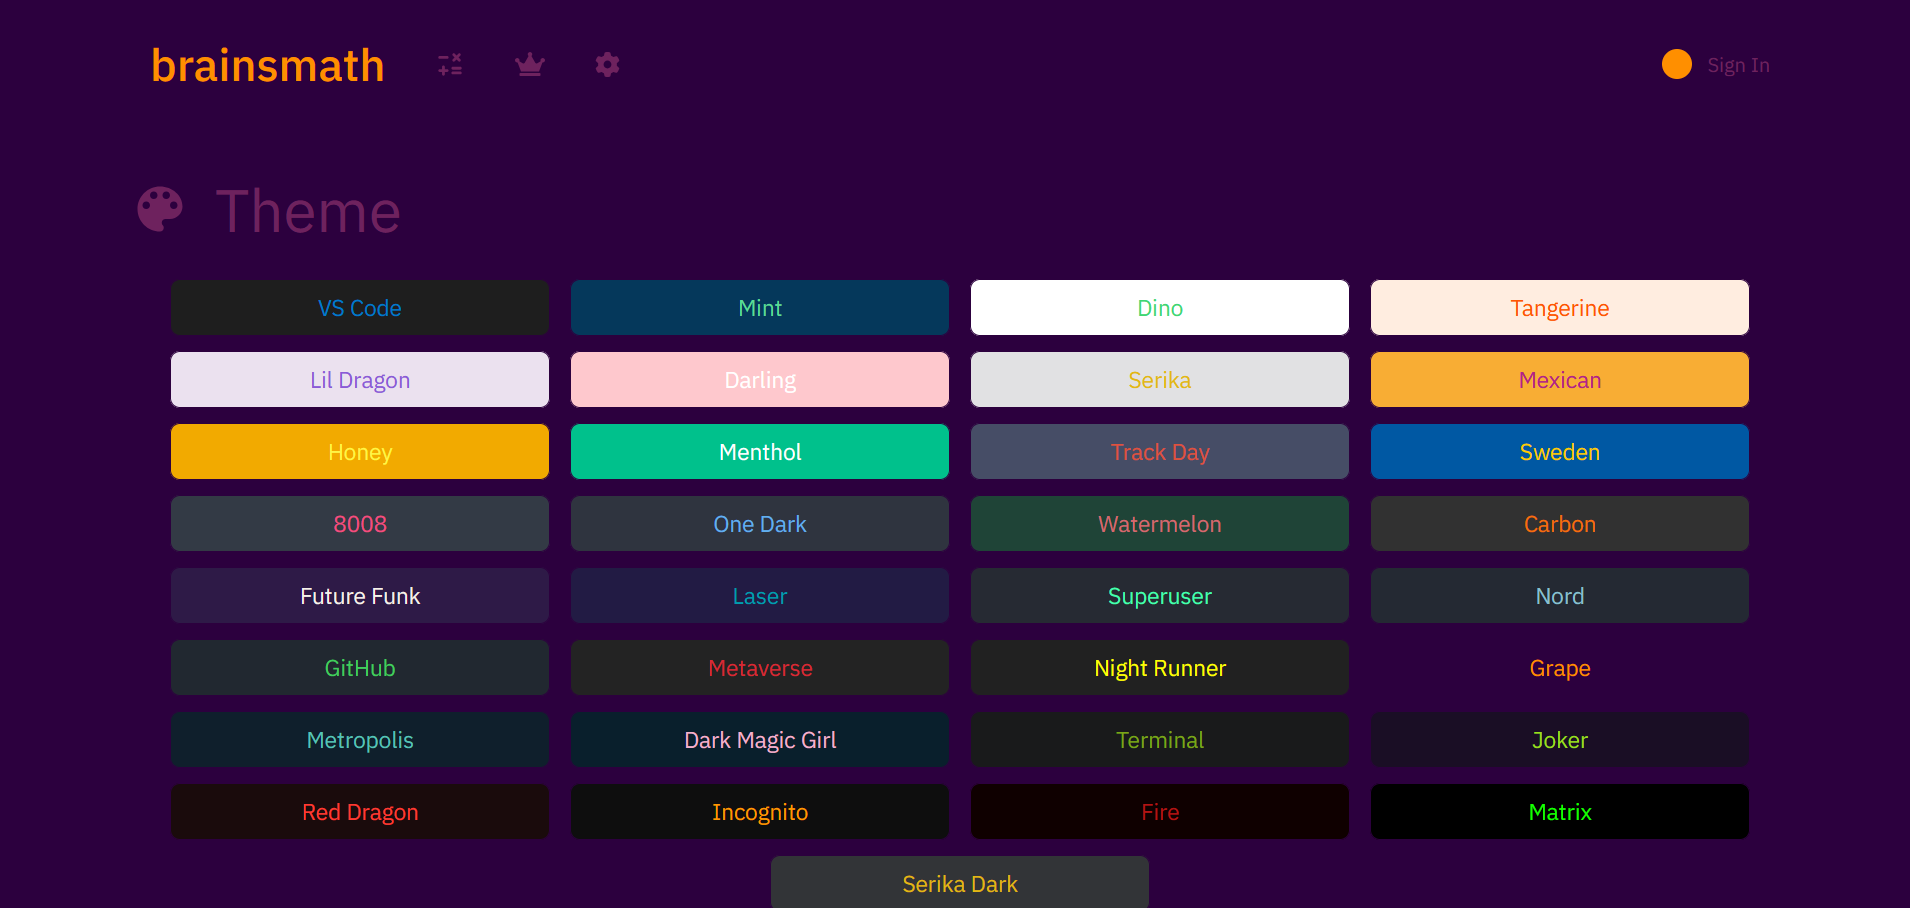 brainsmath
Sign In
Theme
VS Code
Mint
Dino
Tangerine
Lil Dragon
Darling
Serika
Mexican
Honey
Menthol
Track Day
Sweden
8008
One Dark
Watermelon
Carbon
Future Funk
Laser
Superuser
Nord
GitHub
Metaverse
Night Runner
Grape
Metropolis
Dark Magic Girl
Terminal
Joker
Red Dragon
Incognito
Fire
Matrix
Serika Dark